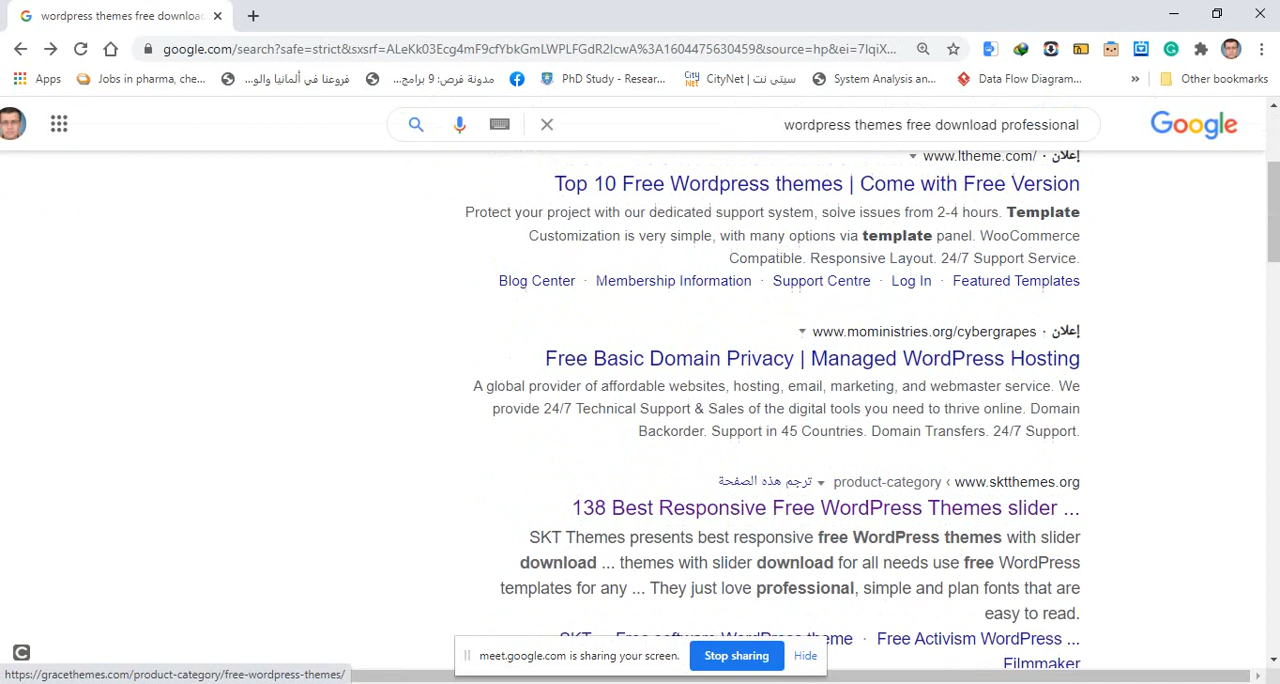 wordpress themes free downloa
google.com/search?safe=strict&sxsrf=ALeKk03Ecg4mF9cfYbkGmLWPLFGdR2IcwA%3A1604475630459&source=hp&ei=7IqiX...
Apps
Jobs in pharma, che...
فروعنا في ألمانيا والو...
مدونة فرص: 9 برامج...
PhD Study - Resear...
سيتي نت | CityNet
System Analysis an...
Data Flow Diagram...
»
Other bookmarks
wordpress themes free download professional
Google
إعلان · www.ltheme.com/
Top 10 Free Wordpress themes | Come with Free Version
Protect your project with our dedicated support system, solve issues from 2-4 hours. Template
Customization is very simple, with many options via template panel. WooCommerce
Compatible. Responsive Layout. 24/7 Support Service.
Blog Center · Membership Information · Support Centre · Log In · Featured Templates
إعلان · www.moministries.org/cybergrapes
Free Basic Domain Privacy | Managed WordPress Hosting
A global provider of affordable websites, hosting, email, marketing, and webmaster service. We
provide 24/7 Technical Support & Sales of the digital tools you need to thrive online. Domain
Backorder. Support in 45 Countries. Domain Transfers. 24/7 Support.
www.sktthemes.org › product-category ترجم هذه الصفحة
138 Best Responsive Free WordPress Themes slider ...
SKT Themes presents best responsive free WordPress themes with slider
download ... themes with slider download for all needs use free WordPress
templates for any ... They just love professional, simple and plan fonts that are
easy to read.
SKT · Free software WordPress theme · Free Activism WordPress ...
Filmmaker
meet.google.com is sharing your screen.
Stop sharing
Hide
https://gracethemes.com/product-category/free-wordpress-themes/